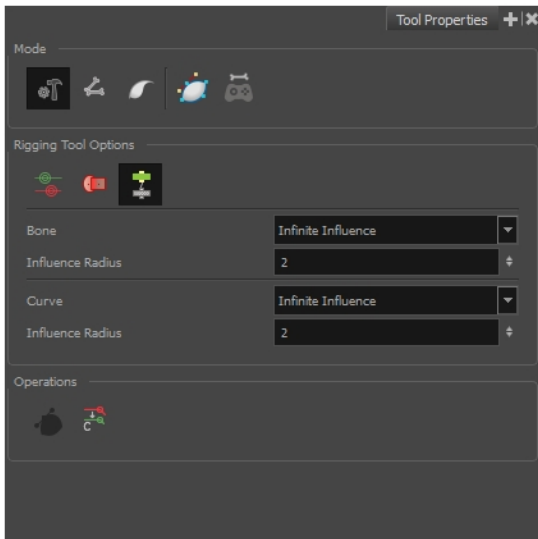 Tool Properties
Mode
Rigging Tool Options
Bone Infinite Influence
Influence Radius 2
Curve Infinite Influence
Influence Radius 2
Operations
C